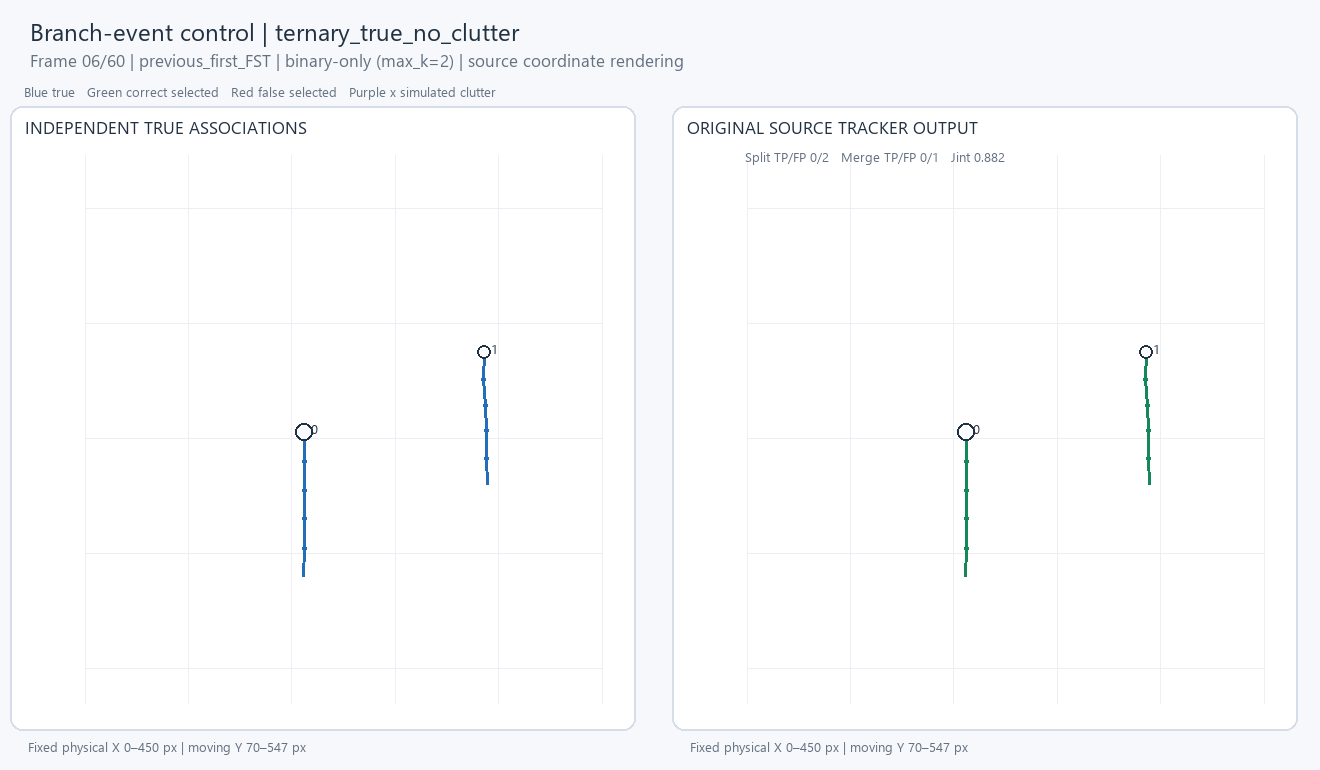 Branch-event control | ternary_true_no_clutter
Frame 06/60 | previous_first_FST | binary-only (max_k=2) | source coordinate rendering
Blue true   Green correct selected   Red false selected   Purple x simulated clutter
INDEPENDENT TRUE ASSOCIATIONS
1
0
Fixed physical X 0–450 px | moving Y 70–547 px
ORIGINAL SOURCE TRACKER OUTPUT
Split TP/FP 0/2   Merge TP/FP 0/1   Jint 0.882
1
0
Fixed physical X 0–450 px | moving Y 70–547 px